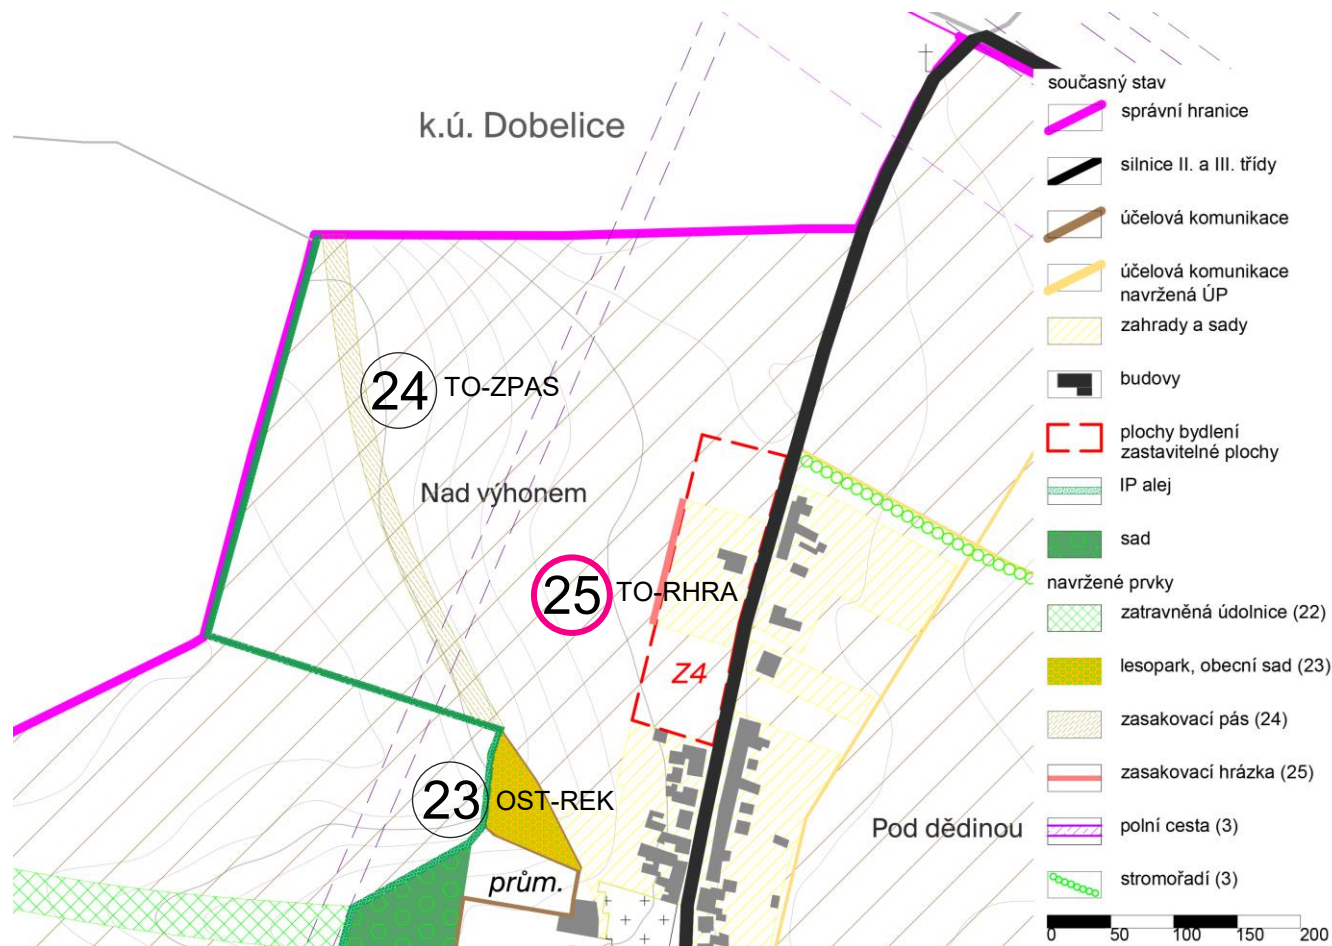 k.ú. Dobelice
24 TO-ZPAS
Nad výhonem
25 TO-RHRA
Z4
23 OST-REK
Pod dědinou
prům.
současný stav
správní hranice
silnice II. a III. třídy
účelová komunikace
účelová komunikace
navržená ÚP
zahrady a sady
budovy
plochy bydlení
zastavitelné plochy
IP alej
sad
navržené prvky
zatravněná údolnice (22)
lesopark, obecní sad (23)
zasakovací pás (24)
zasakovací hrázka (25)
polní cesta (3)
stromořadí (3)
0 50 100 150 200